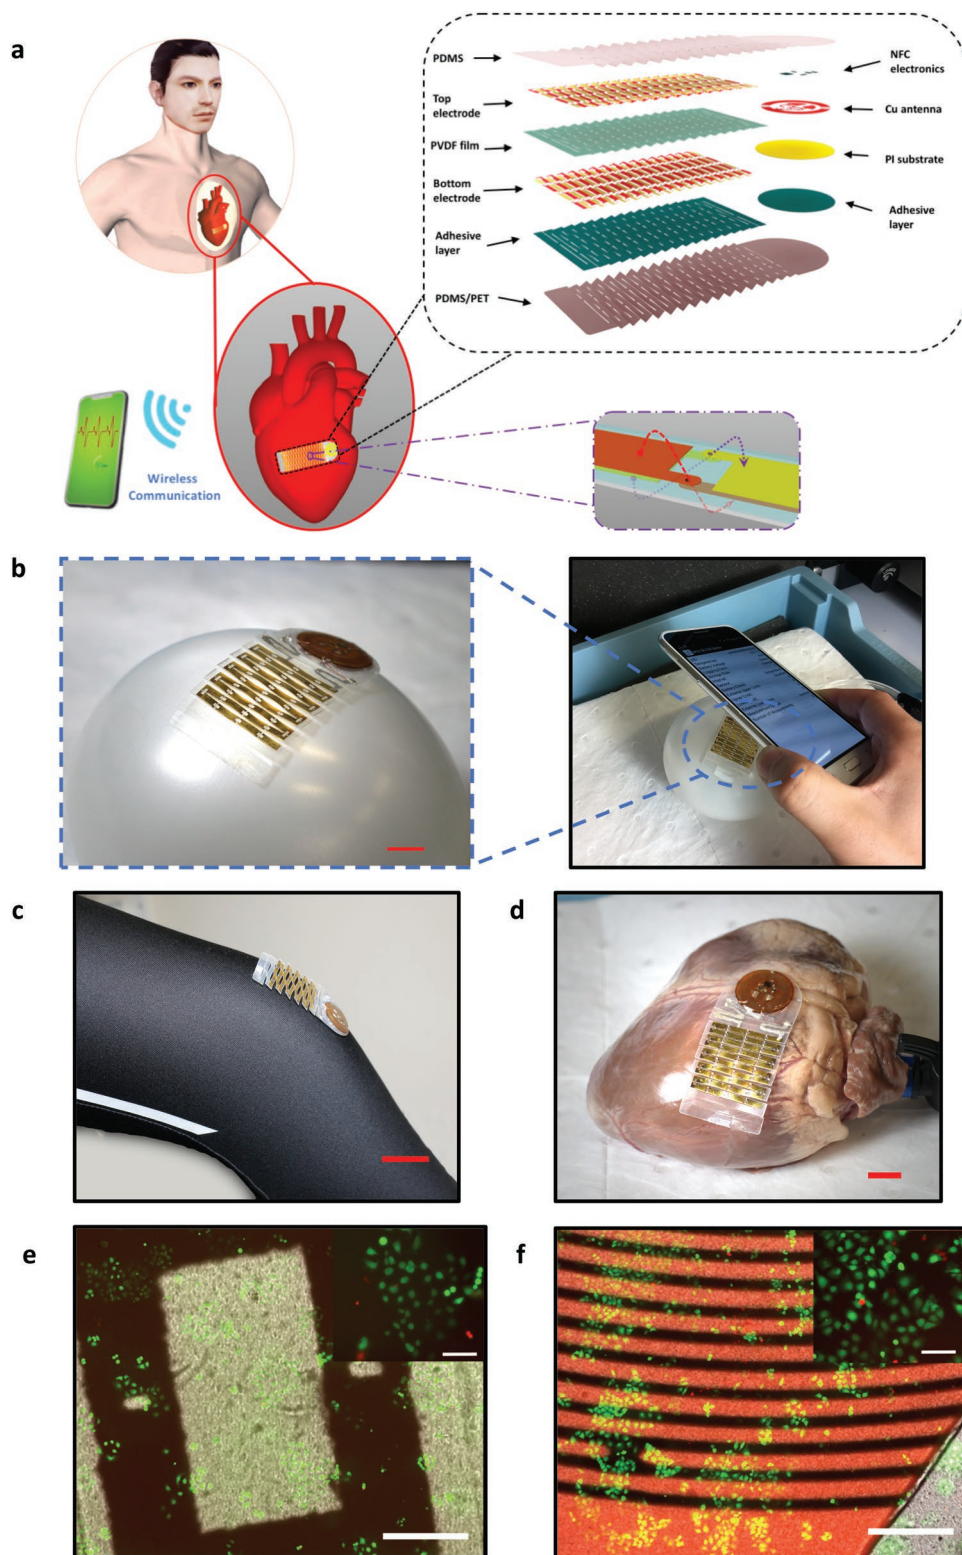 a
PDMS
NFC
electronics
Top
electrode
Cu antenna
PVDF film
PI substrate
Bottom
electrode
Adhesive
layer
Adhesive
layer
PDMS/PET
Wireless
Communication
b
c
d
e
f